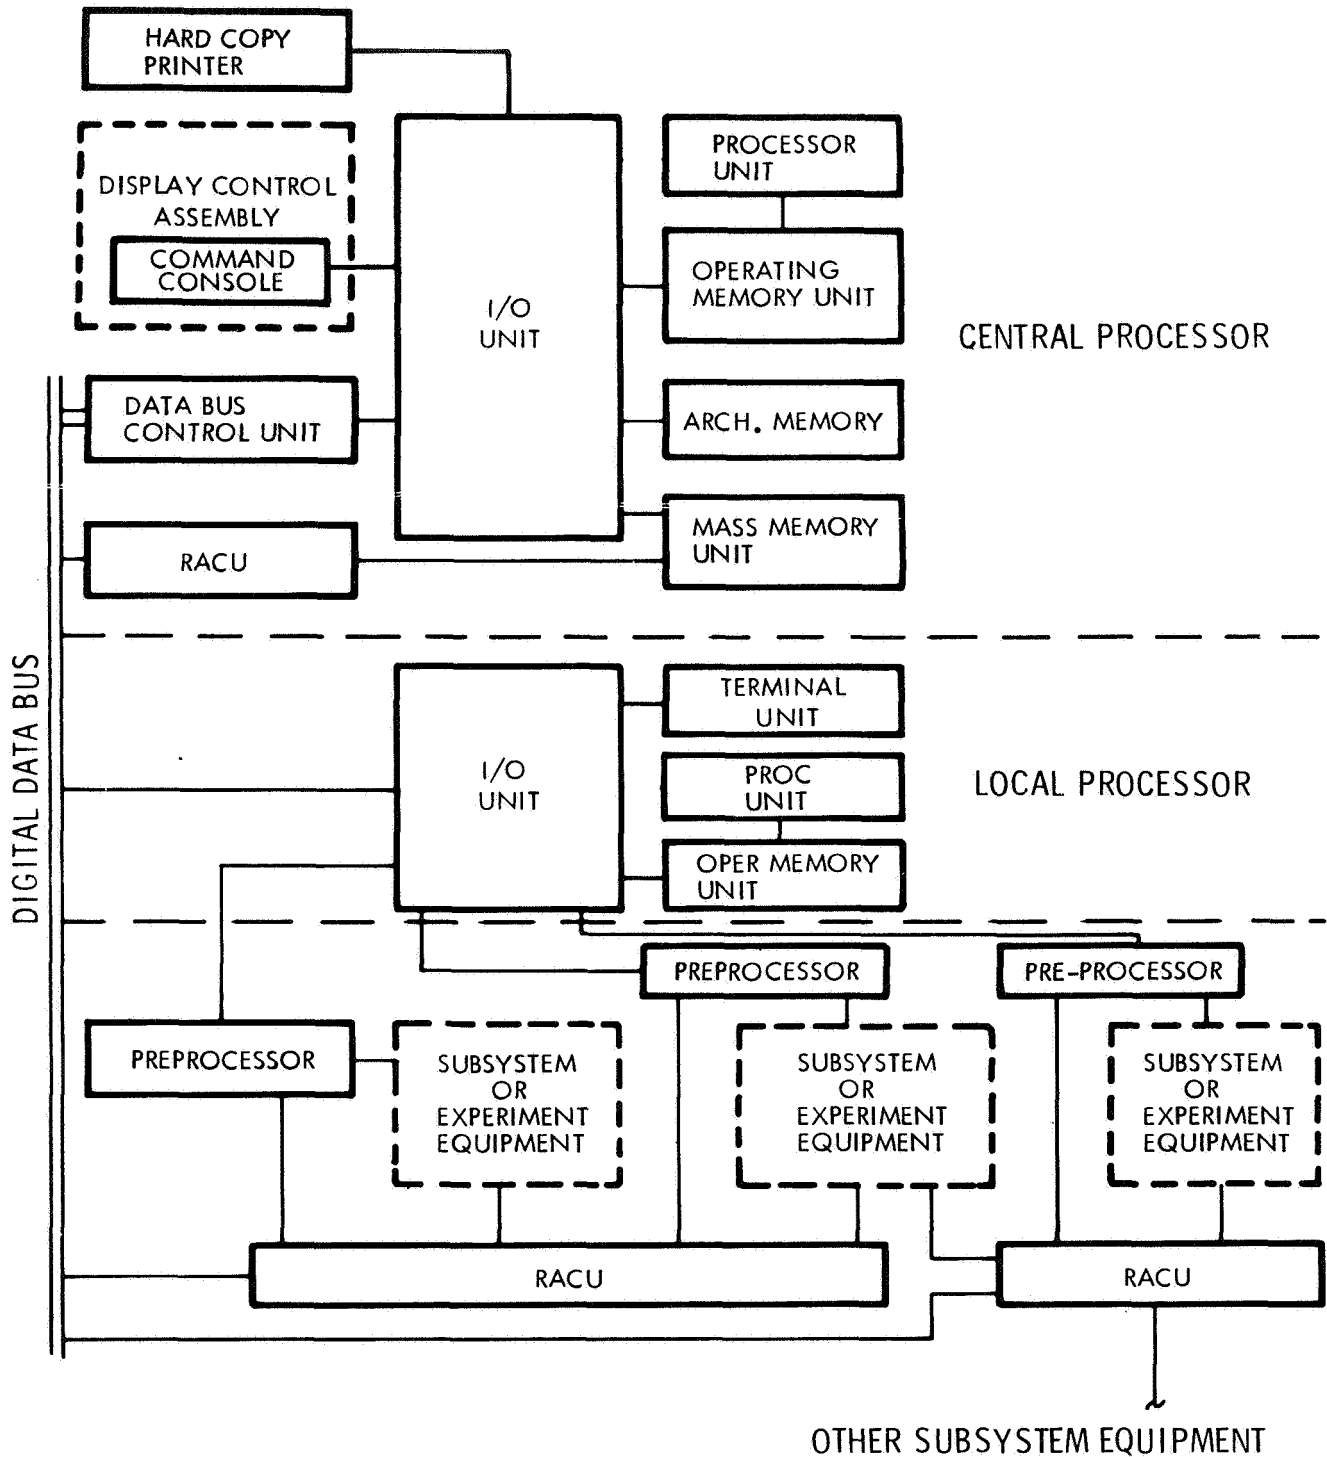 HARD COPY
PRINTER
DISPLAY CONTROL
ASSEMBLY
COMMAND
CONSOLE
I/O
UNIT
PROCESSOR
UNIT
OPERATING
MEMORY UNIT
CENTRAL PROCESSOR
DATA BUS
CONTROL UNIT
ARCH. MEMORY
RACU
MASS MEMORY
UNIT
DIGITAL DATA BUS
I/O
UNIT
TERMINAL
UNIT
PROC
UNIT
OPER MEMORY
UNIT
LOCAL PROCESSOR
PREPROCESSOR
PRE-PROCESSOR
PREPROCESSOR
SUBSYSTEM
OR
EXPERIMENT
EQUIPMENT
SUBSYSTEM
OR
EXPERIMENT
EQUIPMENT
SUBSYSTEM
OR
EXPERIMENT
EQUIPMENT
RACU
RACU
OTHER SUBSYSTEM EQUIPMENT